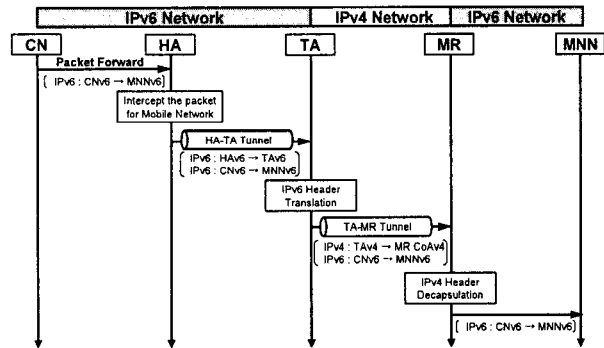 IPv6 Network IPv4 Network IPv6 Network
CN HA TA MR MNN
Packet Forward
IPv6 : CNv6 → MNNv6
Intercept the packet
for Mobile Network
HA-TA Tunnel
IPv6 : HAv6 → TAv6
IPv6 : CNv6 → MNNv6
IPv6 Header
Translation
TA-MR Tunnel
IPv4 : TAv4 → MR CoAv4
IPv6 : CNv6 → MNNv6
IPv4 Header
Decapsulation
IPv6 : CNv6 → MNNv6